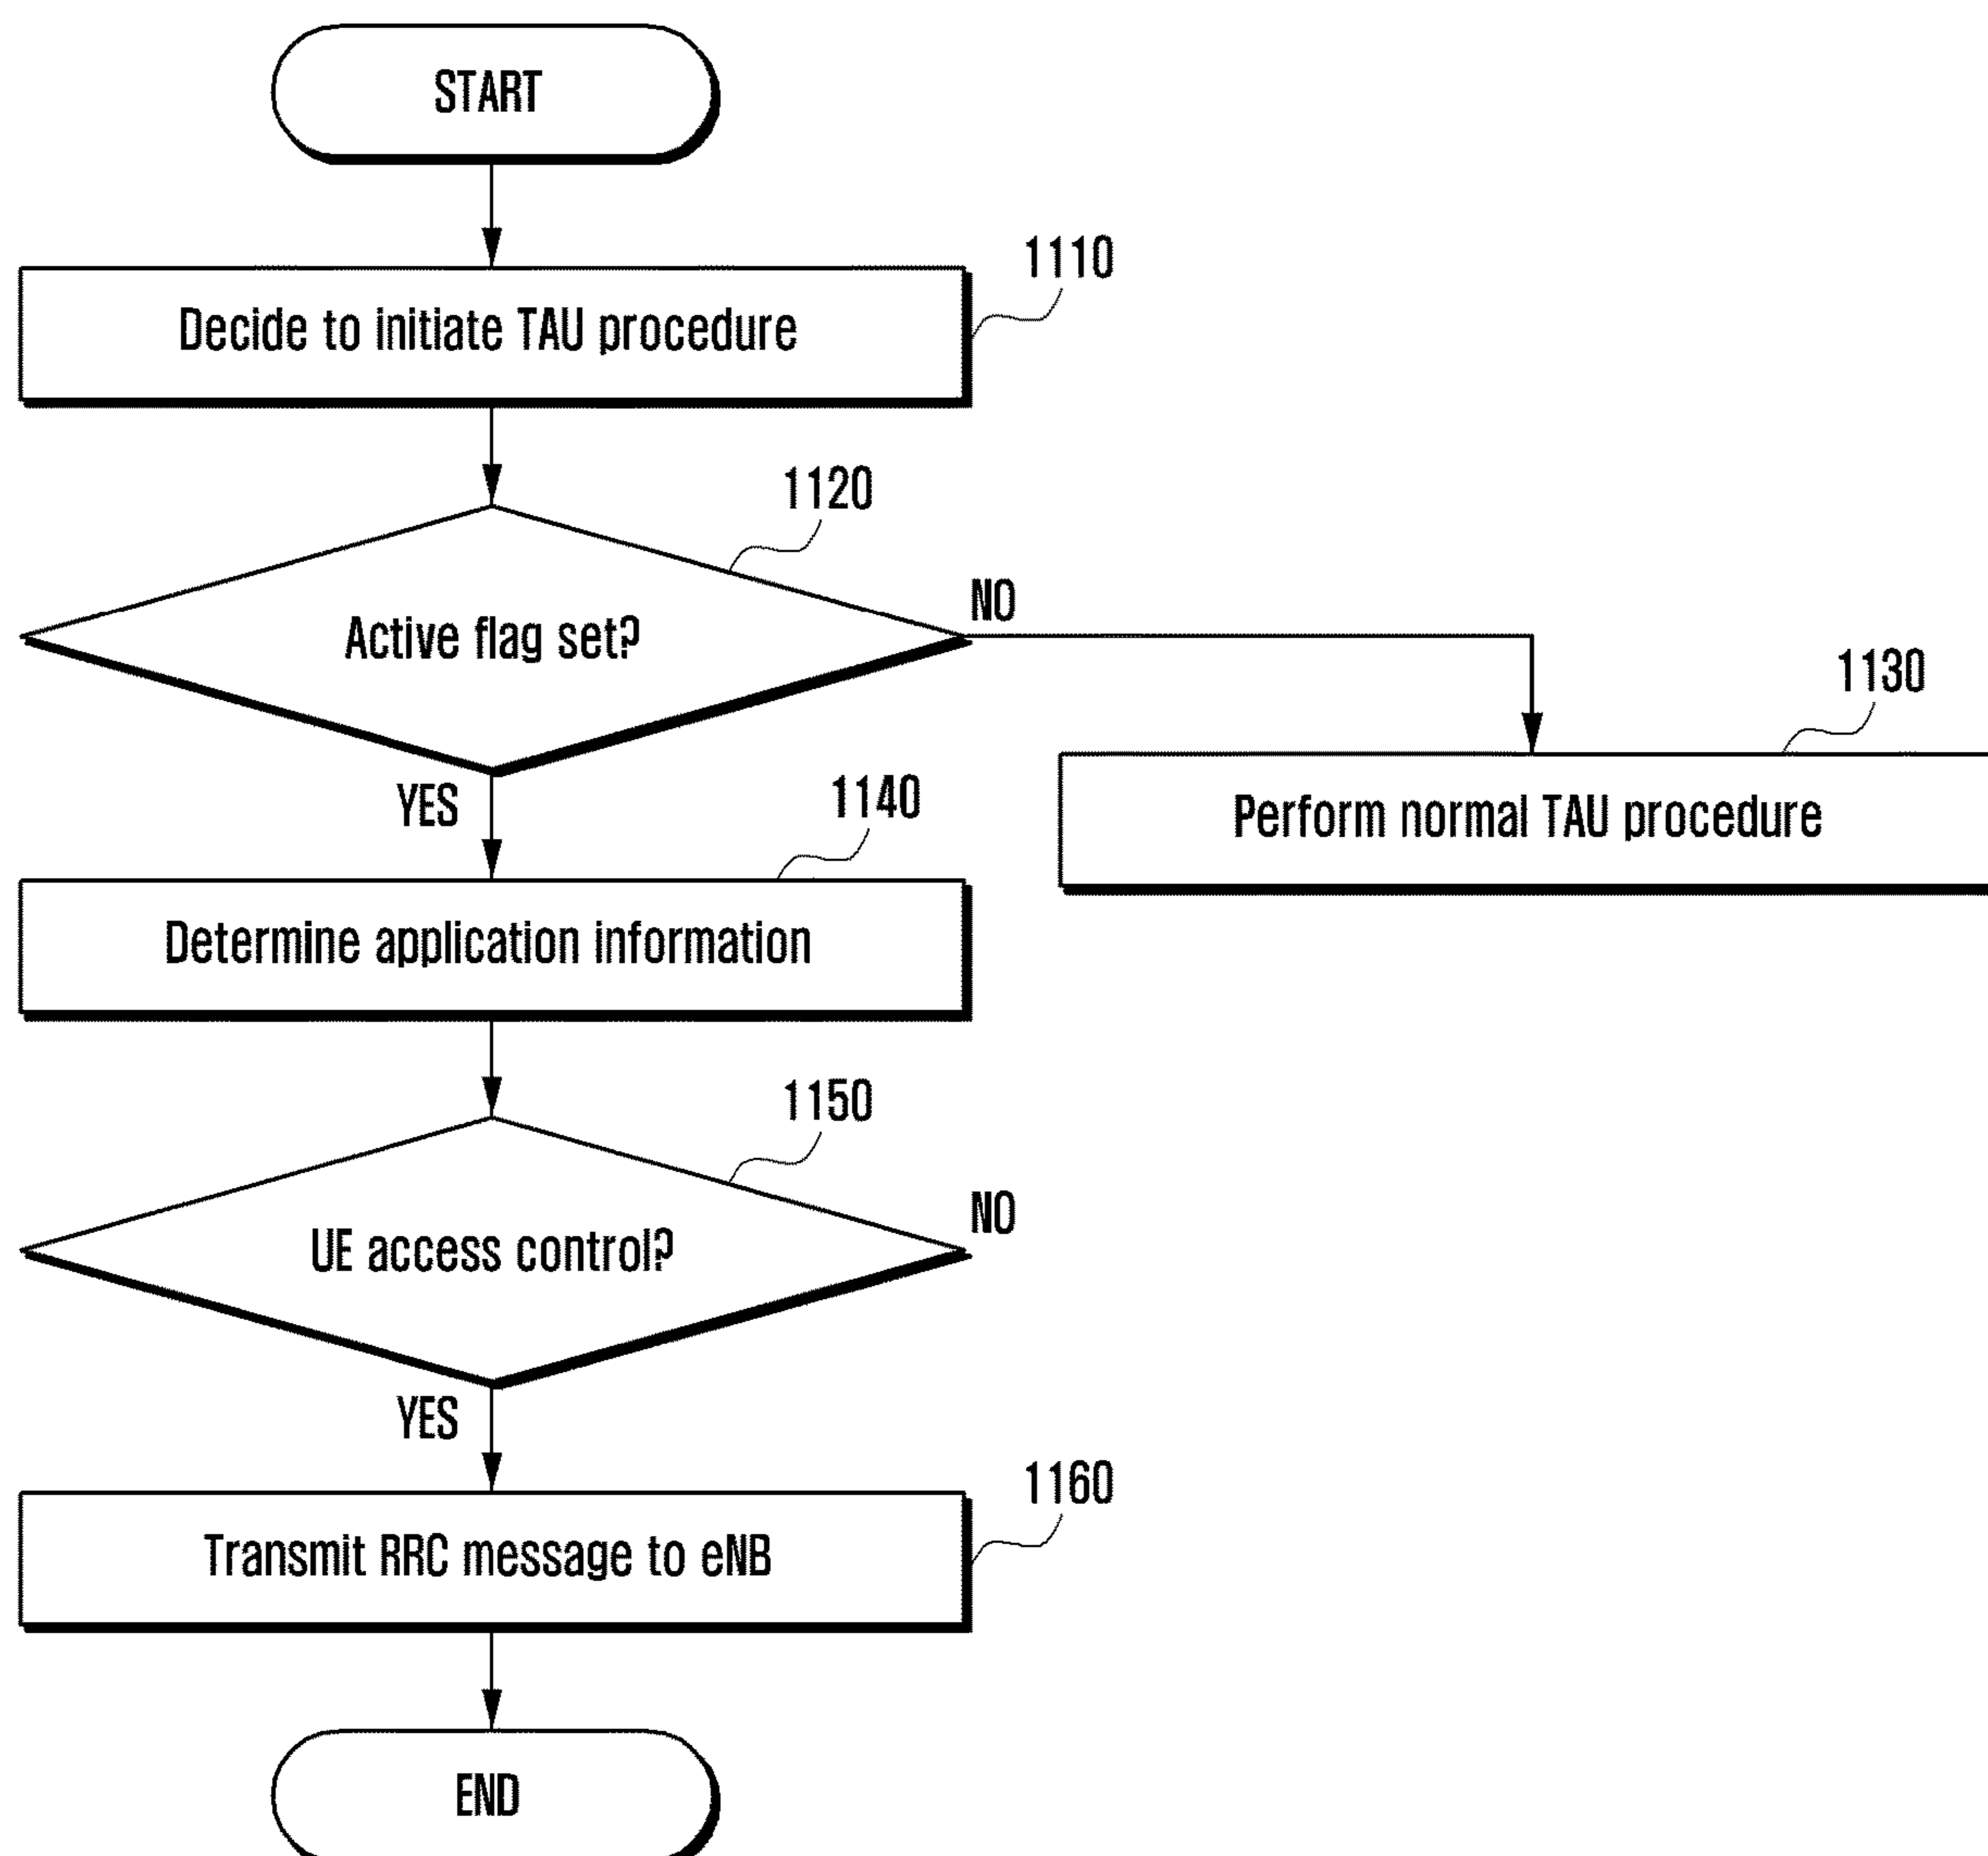 START
1110
Decide to initiate TAU procedure
1120
Active flag set?
NO
1130
Perform normal TAU procedure
YES
1140
Determine application information
1150
UE access control?
NO
YES
1160
Transmit RRC message to eNB
END